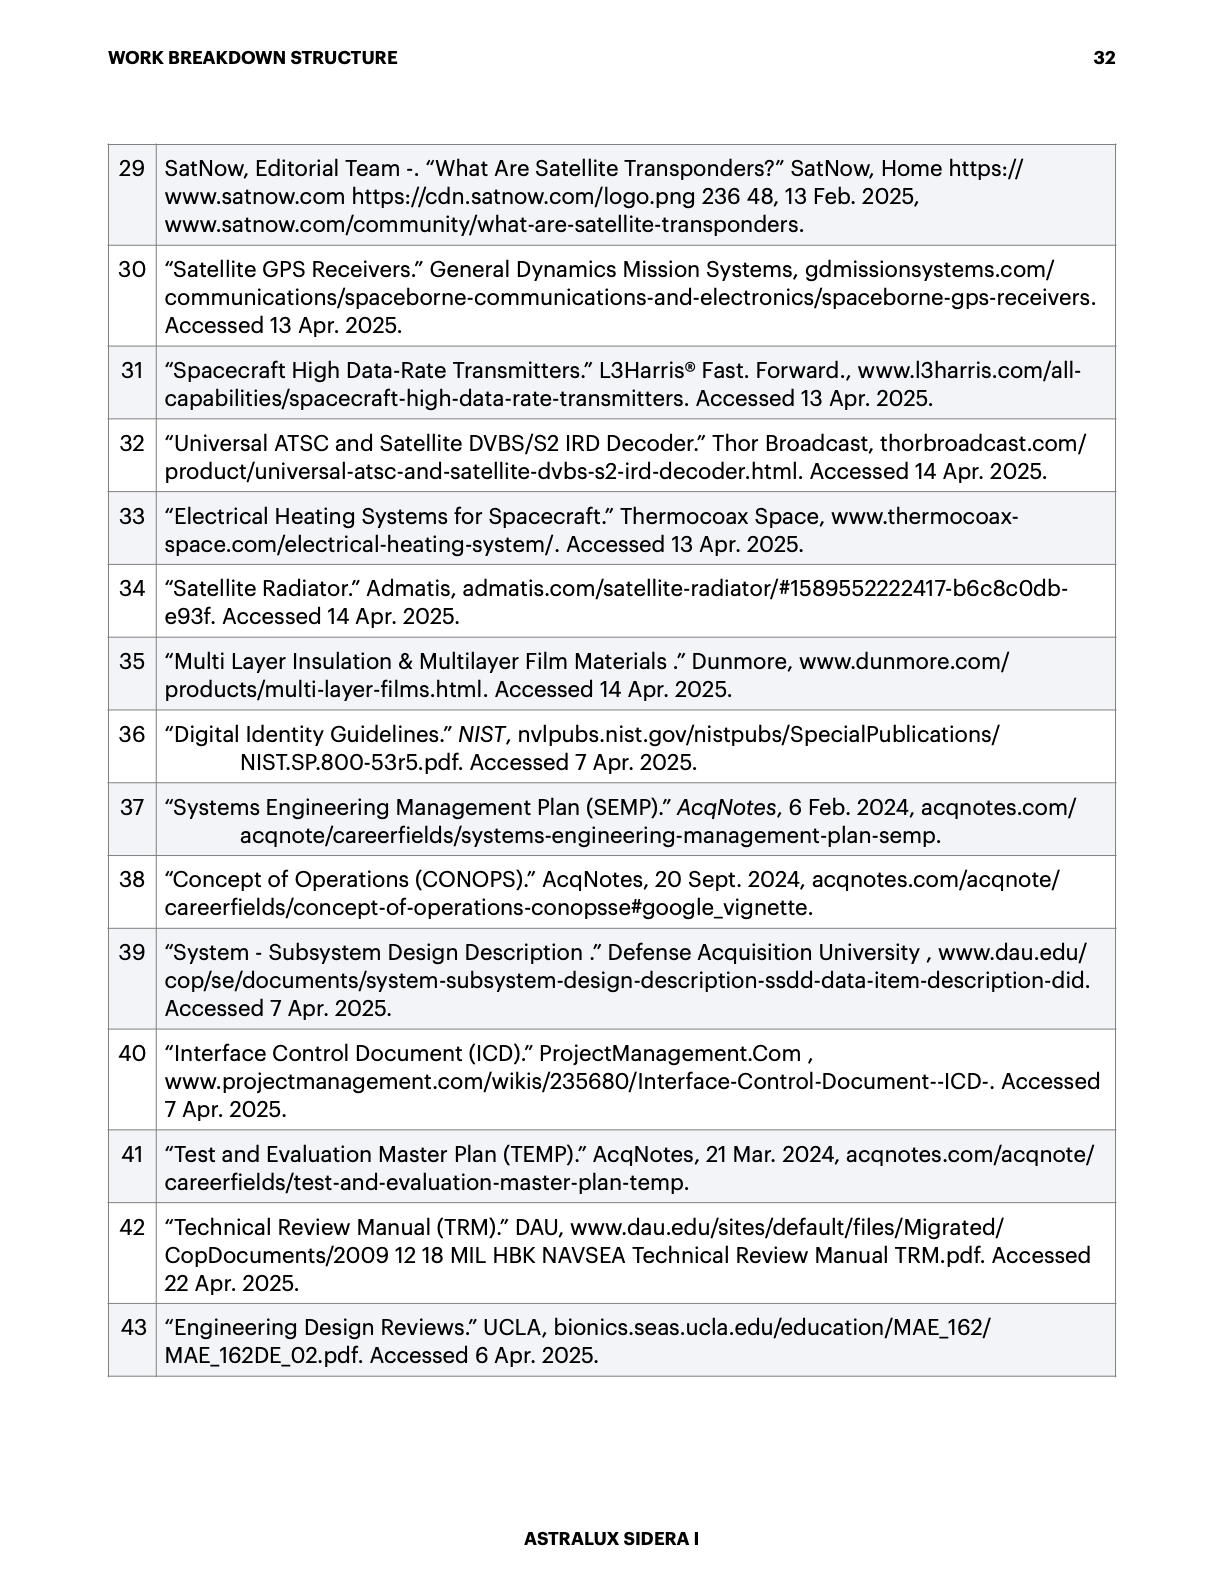 WORK BREAKDOWN STRUCTURE 32
29 SatNow, Editorial Team -. “What Are Satellite Transponders?” SatNow, Home https://
www.satnow.com https://cdn.satnow.com/logo.png 236 48, 13 Feb. 2025,
www.satnow.com/community/what-are-satellite-transponders.
30 “Satellite GPS Receivers.” General Dynamics Mission Systems, gdmissionsystems.com/
communications/spaceborne-communications-and-electronics/spaceborne-gps-receivers.
Accessed 13 Apr. 2025.
31 “Spacecraft High Data-Rate Transmitters.” L3Harris® Fast. Forward., www.l3harris.com/all-
capabilities/spacecraft-high-data-rate-transmitters. Accessed 13 Apr. 2025.
32 “Universal ATSC and Satellite DVBS/S2 IRD Decoder.” Thor Broadcast, thorbroadcast.com/
product/universal-atsc-and-satellite-dvbs-s2-ird-decoder.html. Accessed 14 Apr. 2025.
33 “Electrical Heating Systems for Spacecraft.” Thermocoax Space, www.thermocoax-
space.com/electrical-heating-system/. Accessed 13 Apr. 2025.
34 “Satellite Radiator.” Admatis, admatis.com/satellite-radiator/#1589552222417-b6c8c0db-
e93f. Accessed 14 Apr. 2025.
35 “Multi Layer Insulation & Multilayer Film Materials .” Dunmore, www.dunmore.com/
products/multi-layer-films.html. Accessed 14 Apr. 2025.
36 “Digital Identity Guidelines.” NIST, nvlpubs.nist.gov/nistpubs/SpecialPublications/
NIST.SP.800-53r5.pdf. Accessed 7 Apr. 2025.
37 “Systems Engineering Management Plan (SEMP).” AcqNotes, 6 Feb. 2024, acqnotes.com/
acqnote/careerfields/systems-engineering-management-plan-semp.
38 “Concept of Operations (CONOPS).” AcqNotes, 20 Sept. 2024, acqnotes.com/acqnote/
careerfields/concept-of-operations-conopsse#google_vignette.
39 “System - Subsystem Design Description .” Defense Acquisition University , www.dau.edu/
cop/se/documents/system-subsystem-design-description-ssdd-data-item-description-did.
Accessed 7 Apr. 2025.
40 “Interface Control Document (ICD).” ProjectManagement.Com ,
www.projectmanagement.com/wikis/235680/Interface-Control-Document--ICD-. Accessed
7 Apr. 2025.
41 “Test and Evaluation Master Plan (TEMP).” AcqNotes, 21 Mar. 2024, acqnotes.com/acqnote/
careerfields/test-and-evaluation-master-plan-temp.
42 “Technical Review Manual (TRM).” DAU, www.dau.edu/sites/default/files/Migrated/
CopDocuments/2009 12 18 MIL HBK NAVSEA Technical Review Manual TRM.pdf. Accessed
22 Apr. 2025.
43 “Engineering Design Reviews.” UCLA, bionics.seas.ucla.edu/education/MAE_162/
MAE_162DE_02.pdf. Accessed 6 Apr. 2025.
ASTRALUX SIDERA I